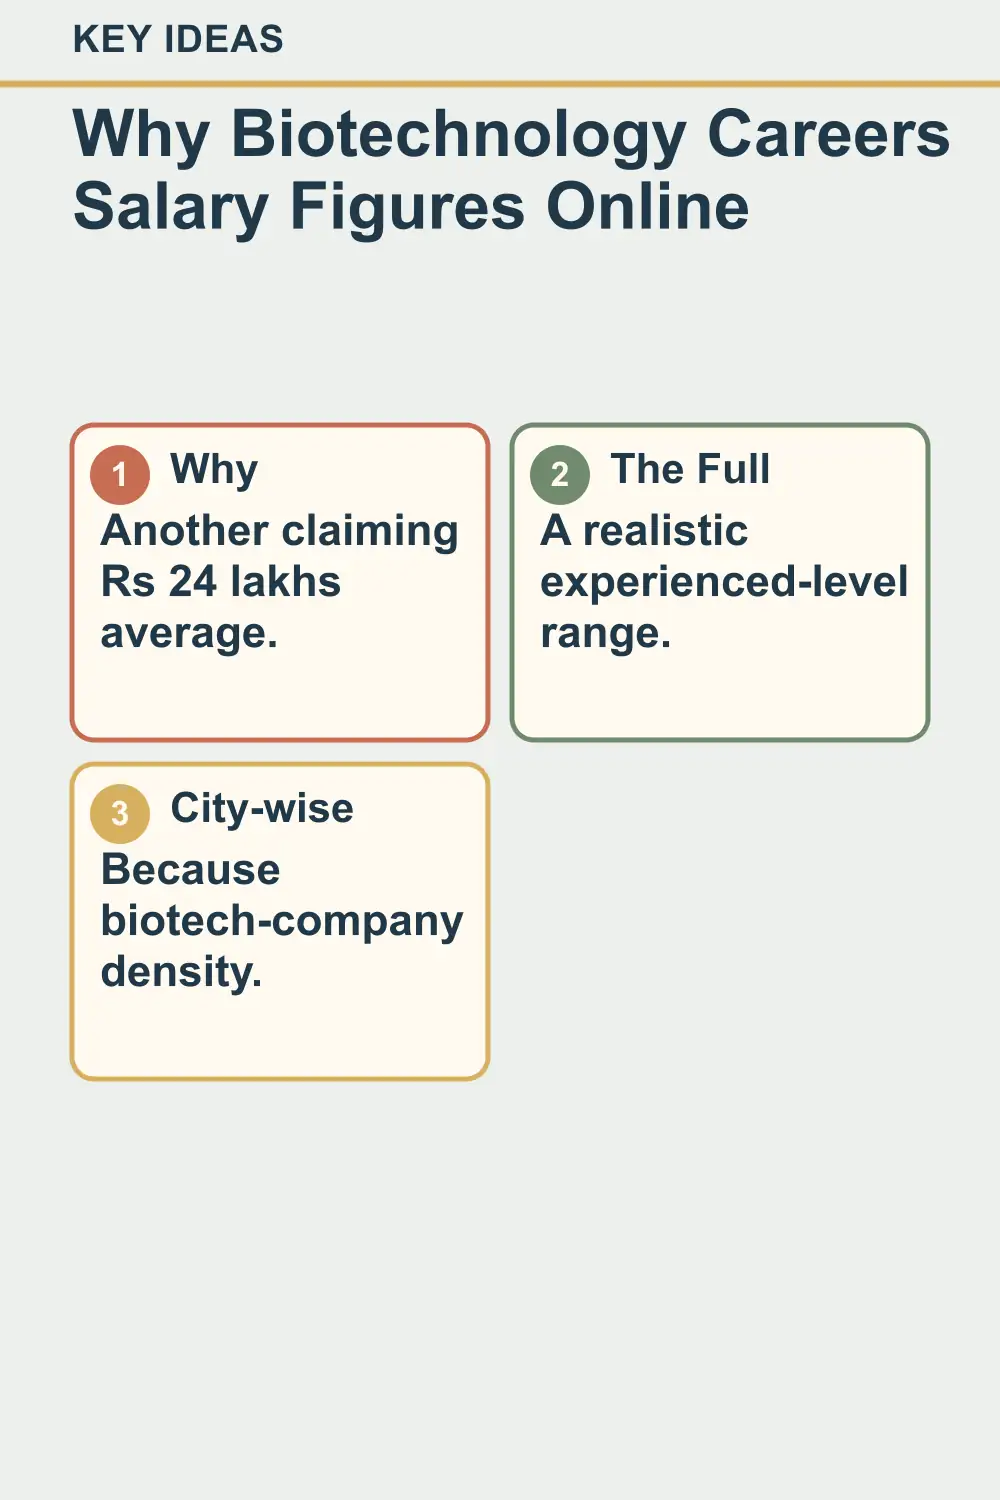 KEY IDEAS
Why Biotechnology Careers
Salary Figures Online
1 Why
Another claiming
Rs 24 lakhs
average.
2 The Full
A realistic
experienced-level
range.
3 City-wise
Because
biotech-company
density.